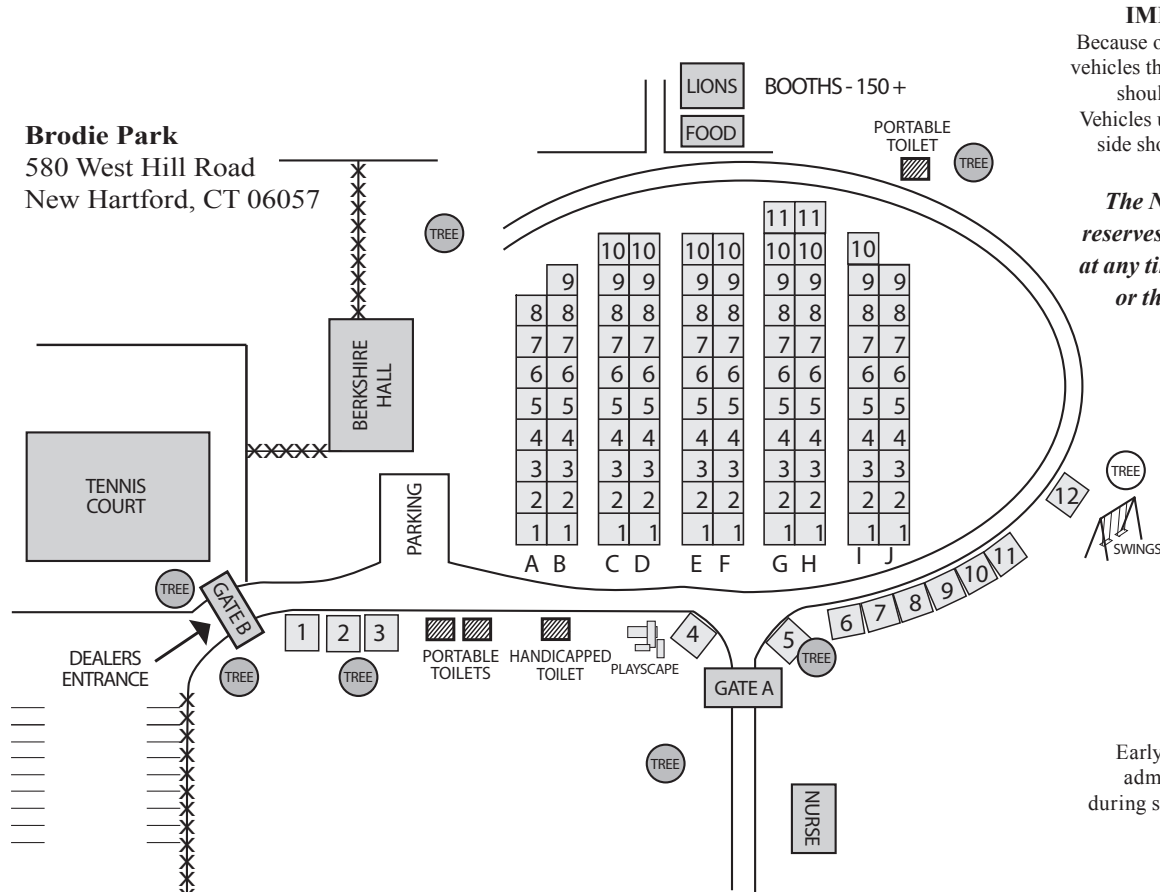 Brodie Park
580 West Hill Road
New Hartford, CT 06057
LIONS
FOOD
BOOTHS - 150 +
PORTABLE
TOILET
TREE
Because o
vehicles th
shoul
Vehicles u
side sho
The N
reserves
at any ti
or th
TREE
BERKSHIRE
HALL
TENNIS
COURT
PARKING
11 11
10 10 10 10 10 10 10
9 9 9 9 9 9 9 9 9
8 8 8 8 8 8 8 8 8 8
7 7 7 7 7 7 7 7 7 7
6 6 6 6 6 6 6 6 6 6
5 5 5 5 5 5 5 5 5 5
4 4 4 4 4 4 4 4 4 4
3 3 3 3 3 3 3 3 3 3
2 2 2 2 2 2 2 2 2 2
1 1 1 1 1 1 1 1 1 1
A B C D E F G H I J
TREE
SWINGS
12
11
10
9
8
7
6
5
TREE
4
TREE
GATE B
DEALERS
ENTRANCE
TREE
1 2 3
TREE
PORTABLE
TOILETS
HANDICAPPED
TOILET
PLAYSCAPE
GATE A
TREE
NURSE
Early
adm
during s